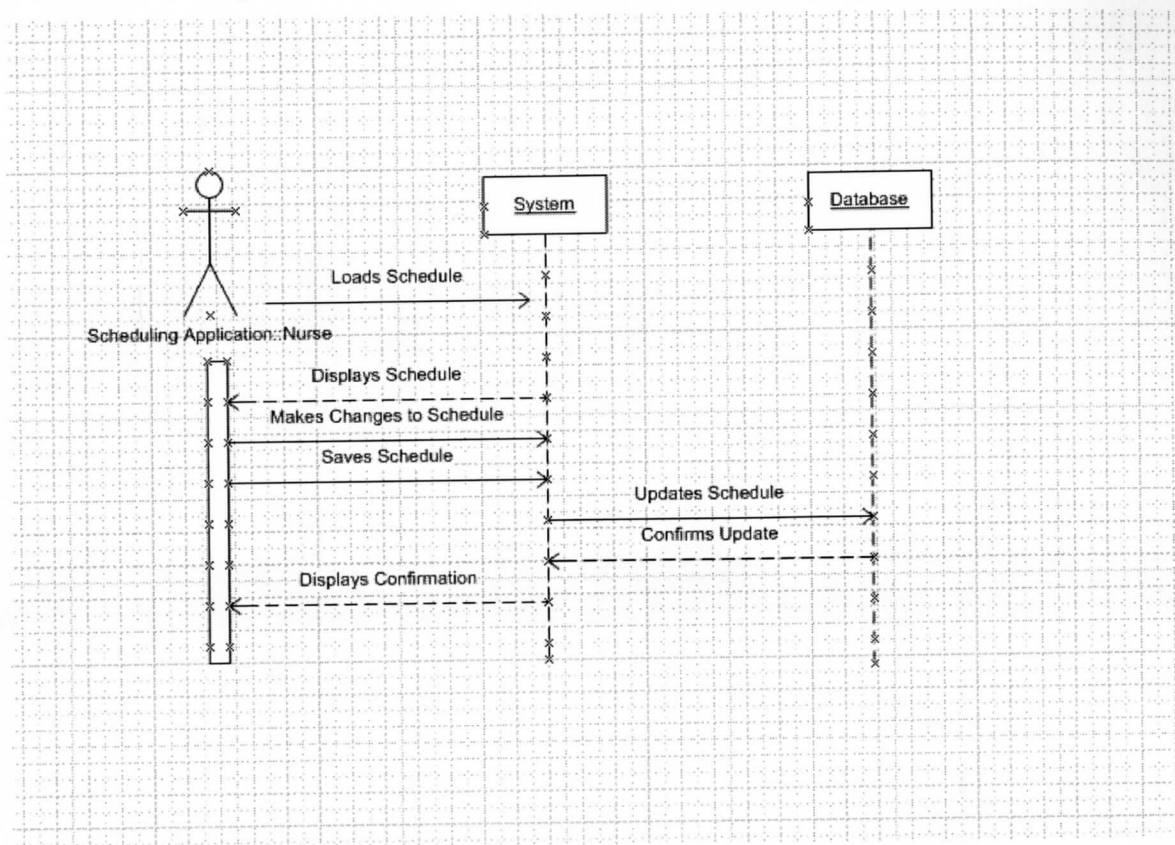 System
Database
Loads Schedule
Scheduling Application::Nurse
Displays Schedule
Makes Changes to Schedule
Saves Schedule
Updates Schedule
Confirms Update
Displays Confirmation